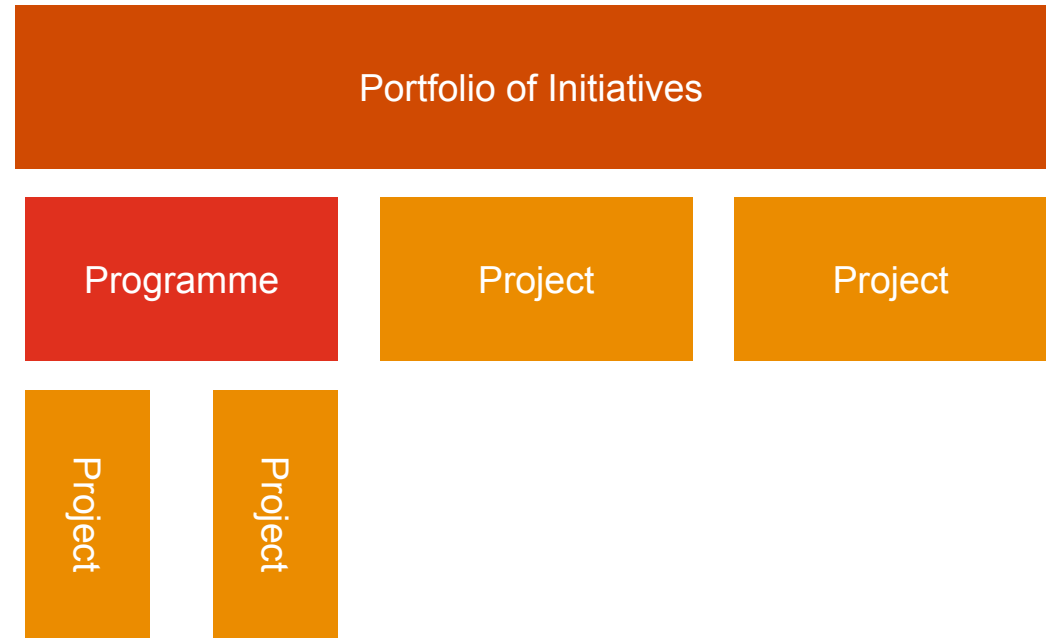 Portfolio of Initiatives
Programme
Project
Project
Project
Project